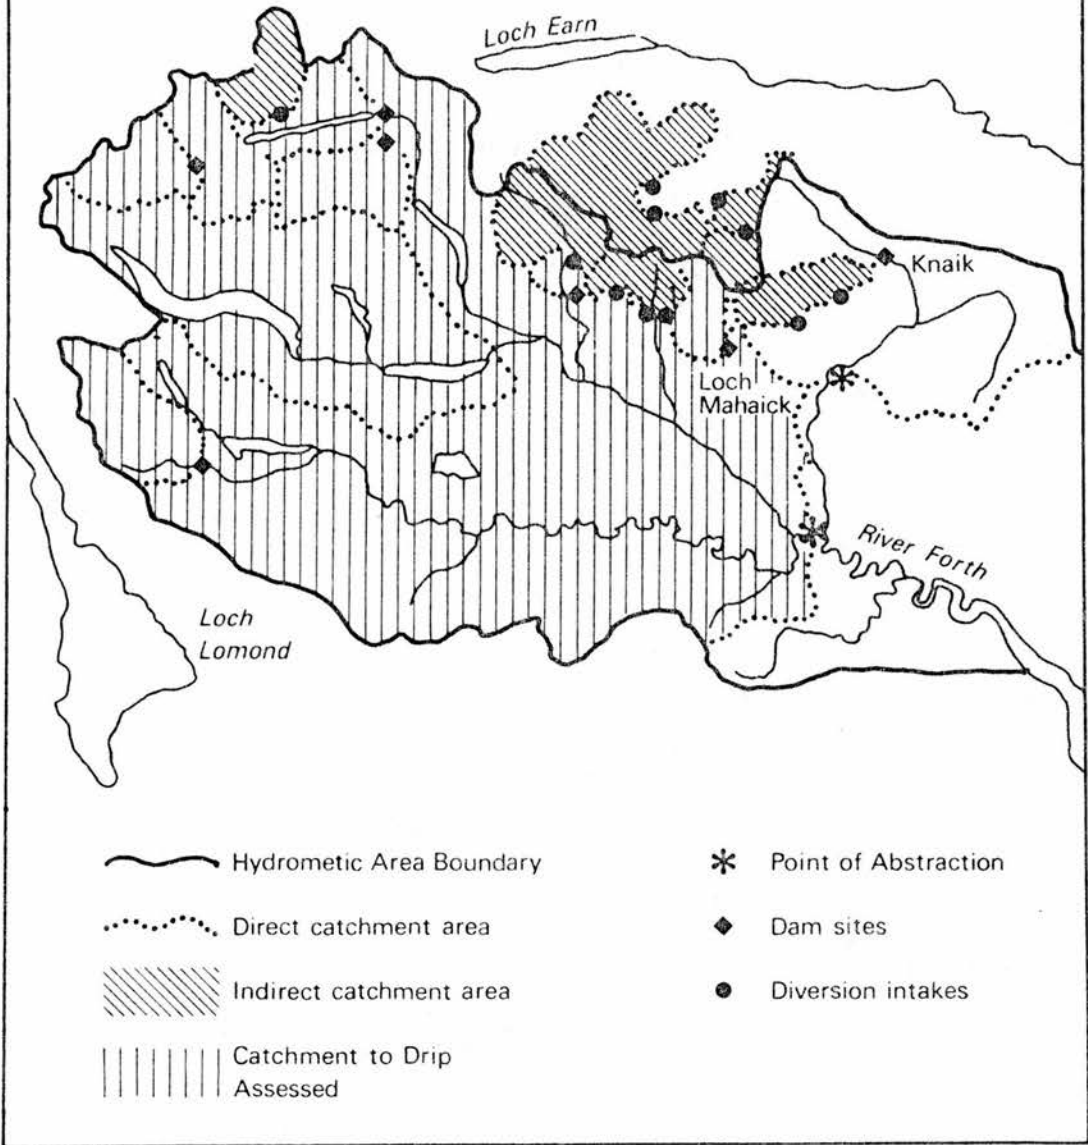 Loch Earn
Knaik
Loch
Mahaick
River Forth
Loch
Lomond
Hydrometic Area Boundary
Direct catchment area
Indirect catchment area
Catchment to Drip
Assessed
Point of Abstraction
Dam sites
Diversion intakes